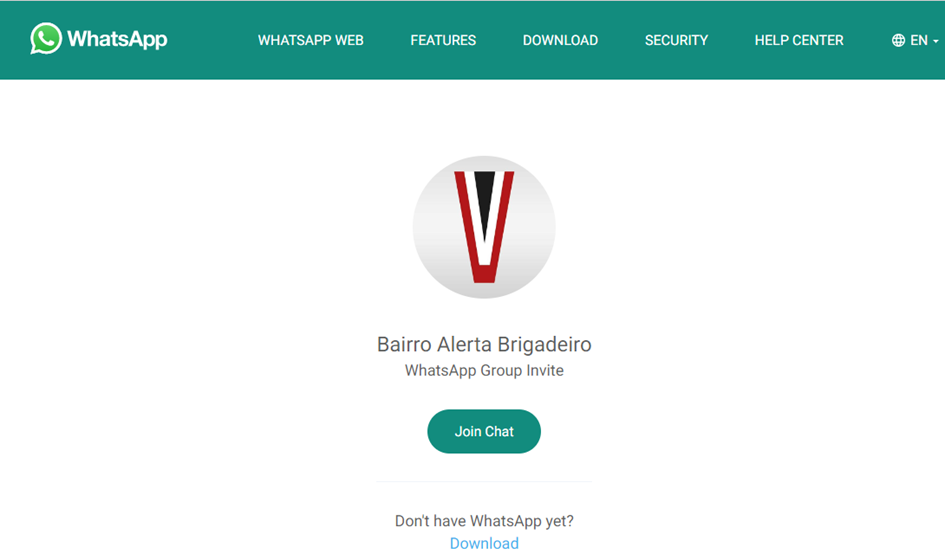 WhatsApp
WHATSAPP WEB
FEATURES
DOWNLOAD
SECURITY
HELP CENTER
EN
Bairro Alerta Brigadeiro
WhatsApp Group Invite
Join Chat
Don't have WhatsApp yet?
Download